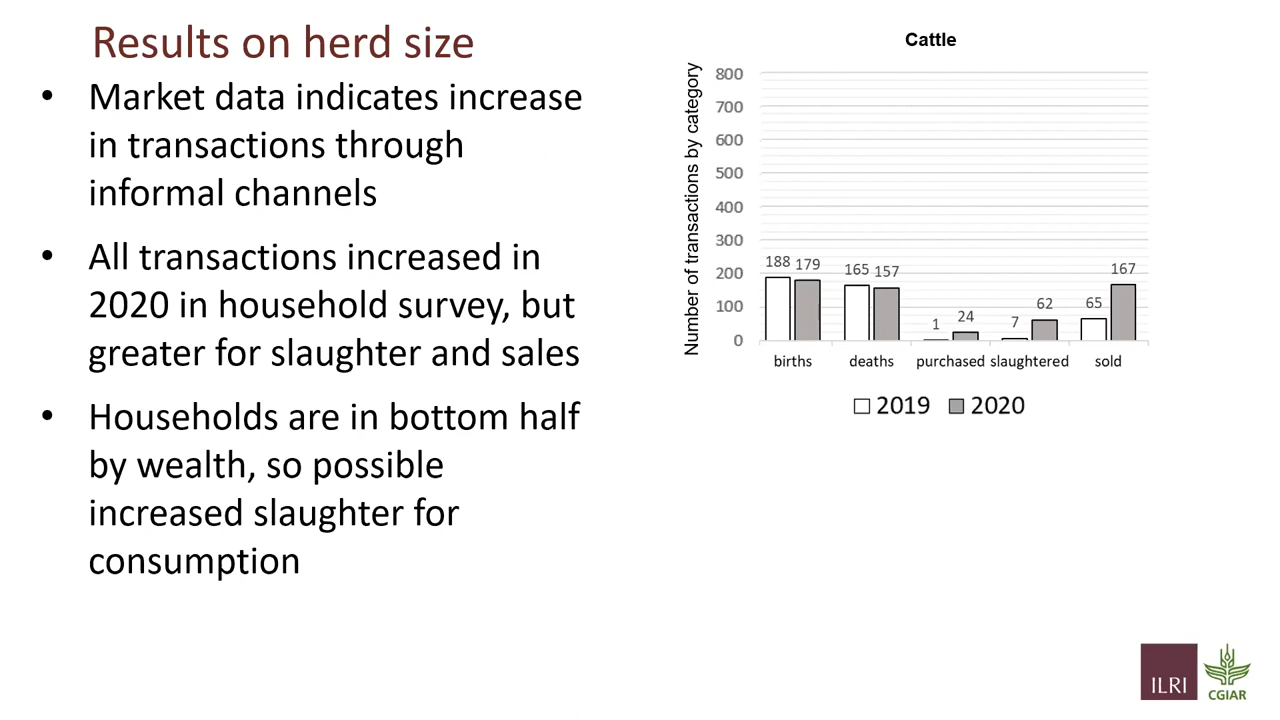 Results on herd size
• Market data indicates increase
in transactions through
informal channels
• All transactions increased in
2020 in household survey, but
greater for slaughter and sales
• Households are in bottom half
by wealth, so possible
increased slaughter for
consumption
Cattle
Number of transactions by category
800
700
600
500
400
300
200
100
0
188 179 165 157 1 24 7 62 65 167
births deaths purchased slaughtered sold
2019 2020
ILRI
CGIAR